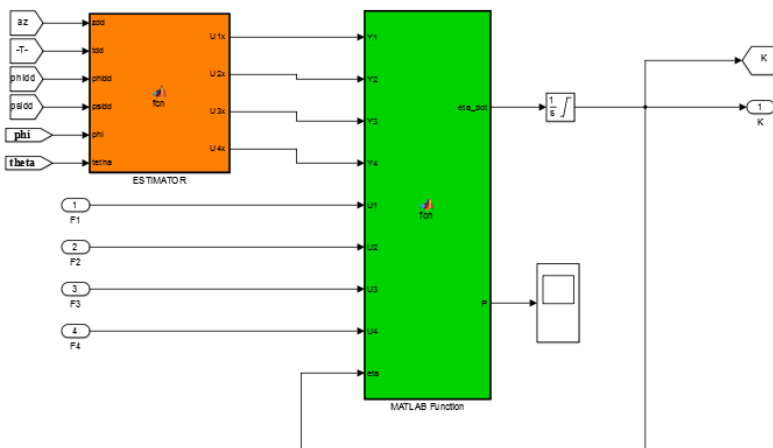 az
-T-
phidd
psidd
phi
theta
zdd
tdd
phidd
psidd
phi
tetha
fcn
U1x
U2x
U3x
U4x
ESTIMATOR
1
F1
2
F2
3
F3
4
F4
Y1
Y2
Y3
Y4
U1
U2
U3
U4
eta
fcn
eta_dot
P
MATLAB Function
1
s
K
1
K